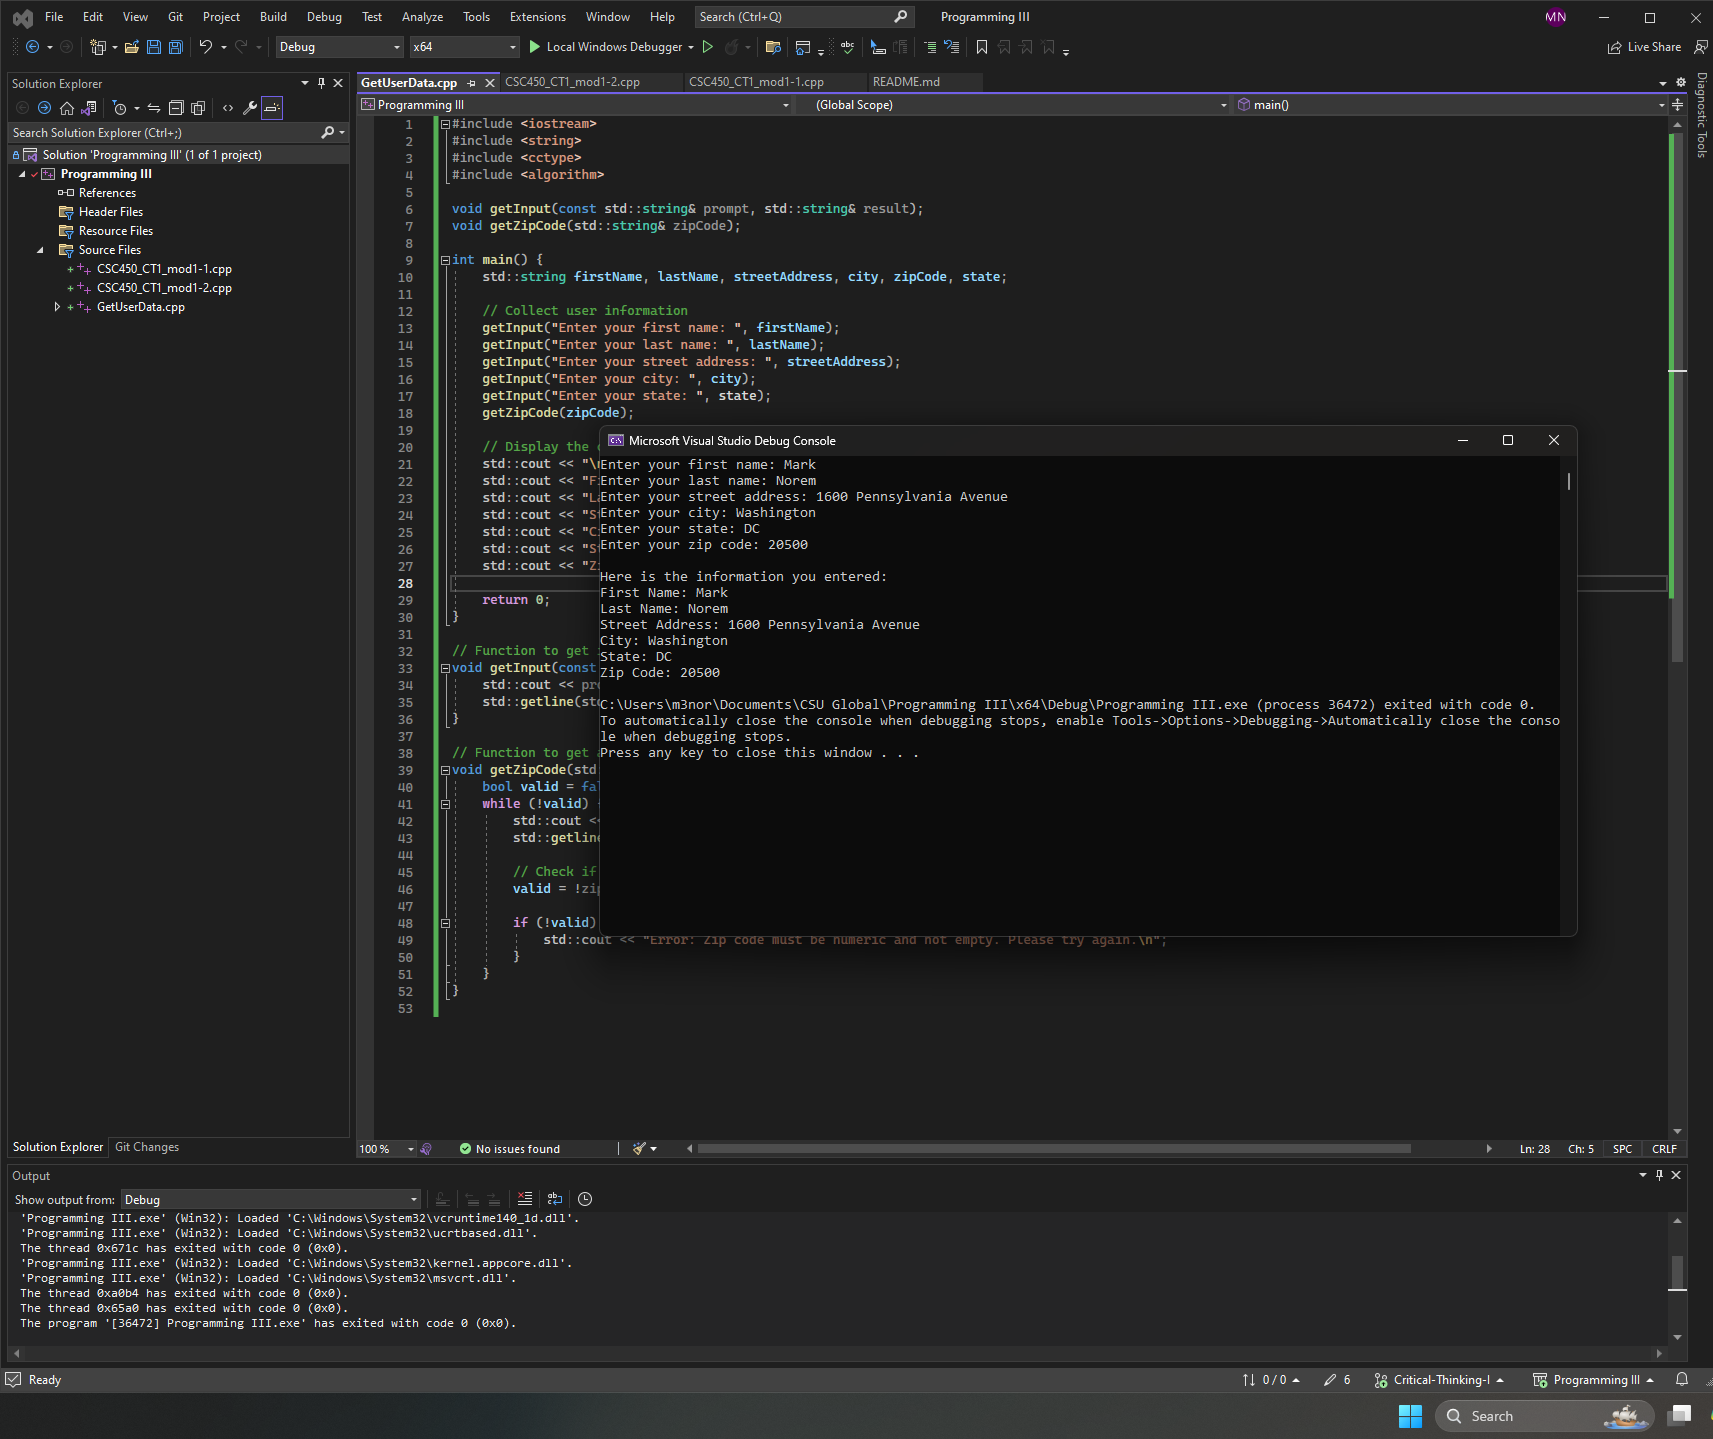 File Edit View Git Project Build Debug Test Analyze Tools Extensions Window Help Search (Ctrl+Q) Programming III MN
Debug x64 Local Windows Debugger abc Live Share
Solution Explorer
Search Solution Explorer (Ctrl+;)
Solution 'Programming III' (1 of 1 project)
Programming III
References
Header Files
Resource Files
Source Files
CSC450_CT1_mod1-1.cpp
CSC450_CT1_mod1-2.cpp
GetUserData.cpp
Solution Explorer Git Changes
GetUserData.cpp CSC450_CT1_mod1-2.cpp CSC450_CT1_mod1-1.cpp README.md
Programming III (Global Scope) main()
Diagnostic Tools
1 #include <iostream>
2 #include <string>
3 #include <cctype>
4 #include <algorithm>
5
6 void getInput(const std::string& prompt, std::string& result);
7 void getZipCode(std::string& zipCode);
8
9 int main() {
10 std::string firstName, lastName, streetAddress, city, zipCode, state;
11
12 // Collect user information
13 getInput("Enter your first name: ", firstName);
14 getInput("Enter your last name: ", lastName);
15 getInput("Enter your street address: ", streetAddress);
16 getInput("Enter your city: ", city);
17 getInput("Enter your state: ", state);
18 getZipCode(zipCode);
19
20 // Display the
21 std::cout << "\
22 std::cout << "Fi
23 std::cout << "La
24 std::cout << "St
25 std::cout << "C
26 std::cout << "St
27 std::cout << "Z
28
29 return 0;
30 }
31
32 // Function to get
33 void getInput(const
34 std::cout << pr
35 std::getline(st
36 }
37
38 // Function to get
39 void getZipCode(std
40 bool valid = fal
41 while (!valid)
42 std::cout <
43 std::getline
44
45 // Check if
46 valid = !zi
47
48 if (!valid)
49 std::cout << "Error: Zip code must be numeric and not empty. Please try again.\n";
50 }
51 }
52 }
53
Microsoft Visual Studio Debug Console
Enter your first name: Mark
Enter your last name: Norem
Enter your street address: 1600 Pennsylvania Avenue
Enter your city: Washington
Enter your state: DC
Enter your zip code: 20500
Here is the information you entered:
First Name: Mark
Last Name: Norem
Street Address: 1600 Pennsylvania Avenue
City: Washington
State: DC
Zip Code: 20500
C:\Users\m3nor\Documents\CSU Global\Programming III\x64\Debug\Programming III.exe (process 36472) exited with code 0.
To automatically close the console when debugging stops, enable Tools->Options->Debugging->Automatically close the conso
le when debugging stops.
Press any key to close this window . . .
100 % No issues found Ln: 28 Ch: 5 SPC CRLF
Output
Show output from: Debug
'Programming III.exe' (Win32): Loaded 'C:\Windows\System32\vcruntime140_1d.dll'.
'Programming III.exe' (Win32): Loaded 'C:\Windows\System32\ucrtbased.dll'.
The thread 0x671c has exited with code 0 (0x0).
'Programming III.exe' (Win32): Loaded 'C:\Windows\System32\kernel.appcore.dll'.
'Programming III.exe' (Win32): Loaded 'C:\Windows\System32\msvcrt.dll'.
The thread 0xa0b4 has exited with code 0 (0x0).
The thread 0x65a0 has exited with code 0 (0x0).
The program '[36472] Programming III.exe' has exited with code 0 (0x0).
Ready 0 / 0 6 Critical-Thinking-I Programming III
Search